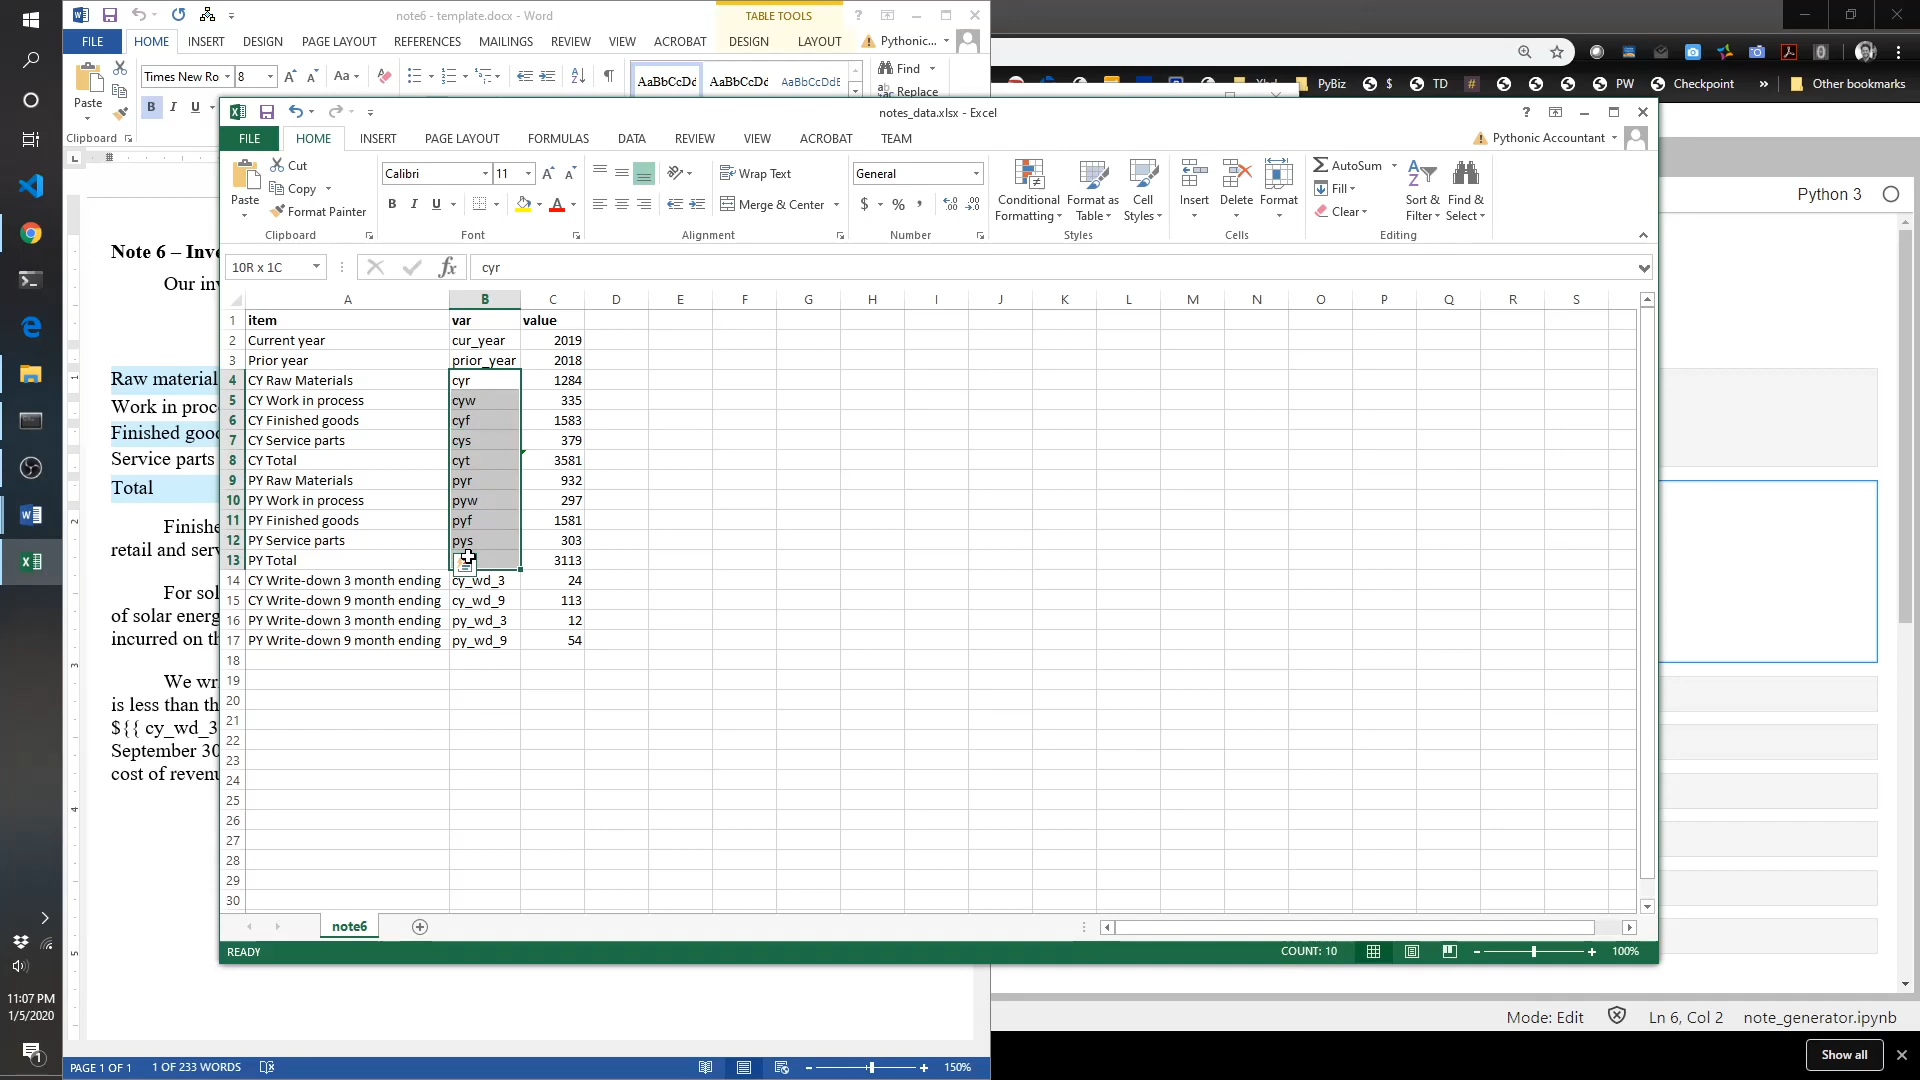 note6 - template.docx - Word
TABLE TOOLS
FILE
HOME
INSERT
DESIGN
PAGE LAYOUT
REFERENCES
MAILINGS
REVIEW
VIEW
ACROBAT
DESIGN
LAYOUT
Pythonic...
Paste
Times New Ro
8
Aa
B I U
AaBbCcDd
AaBbCcDd
AaBbCcDdE
Find
Replace
Clipboard
PyBiz
$
TD
PW
Checkpoint
»
Other bookmarks
notes_data.xlsx - Excel
FILE
HOME
INSERT
PAGE LAYOUT
FORMULAS
DATA
REVIEW
VIEW
ACROBAT
TEAM
Pythonic Accountant
Paste
Cut
Copy
Format Painter
Clipboard
Calibri
11
B I U
Font
Wrap Text
Merge & Center
Alignment
General
$ % ,
Number
Conditional Formatting
Format as Table
Cell Styles
Styles
Insert
Delete
Format
Cells
AutoSum
Fill
Clear
Sort & Filter
Find & Select
Editing
10R x 1C
fx
cyr
A B C D E F G H I J K L M N O P Q R S
1 item var value
2 Current year cur_year 2019
3 Prior year prior_year 2018
4 CY Raw Materials cyr 1284
5 CY Work in process cyw 335
6 CY Finished goods cyf 1583
7 CY Service parts cys 379
8 CY Total cyt 3581
9 PY Raw Materials pyr 932
10 PY Work in process pyw 297
11 PY Finished goods pyf 1581
12 PY Service parts pys 303
13 PY Total 3113
14 CY Write-down 3 month ending cy_wd_3 24
15 CY Write-down 9 month ending cy_wd_9 113
16 PY Write-down 3 month ending py_wd_3 12
17 PY Write-down 9 month ending py_wd_9 54
18
19
20
21
22
23
24
25
26
27
28
29
30
note6
READY
COUNT: 10
100%
Note 6 – Inve
Our inv
Raw material
Work in proc
Finished good
Service parts
Total
Finishe
retail and serv
For sol
of solar energ
incurred on th
We wri
is less than th
${{ cy_wd_3
September 30
cost of revenu
PAGE 1 OF 1
1 OF 233 WORDS
150%
Python 3
Mode: Edit
Ln 6, Col 2
note_generator.ipynb
Show all
11:07 PM
1/5/2020
1